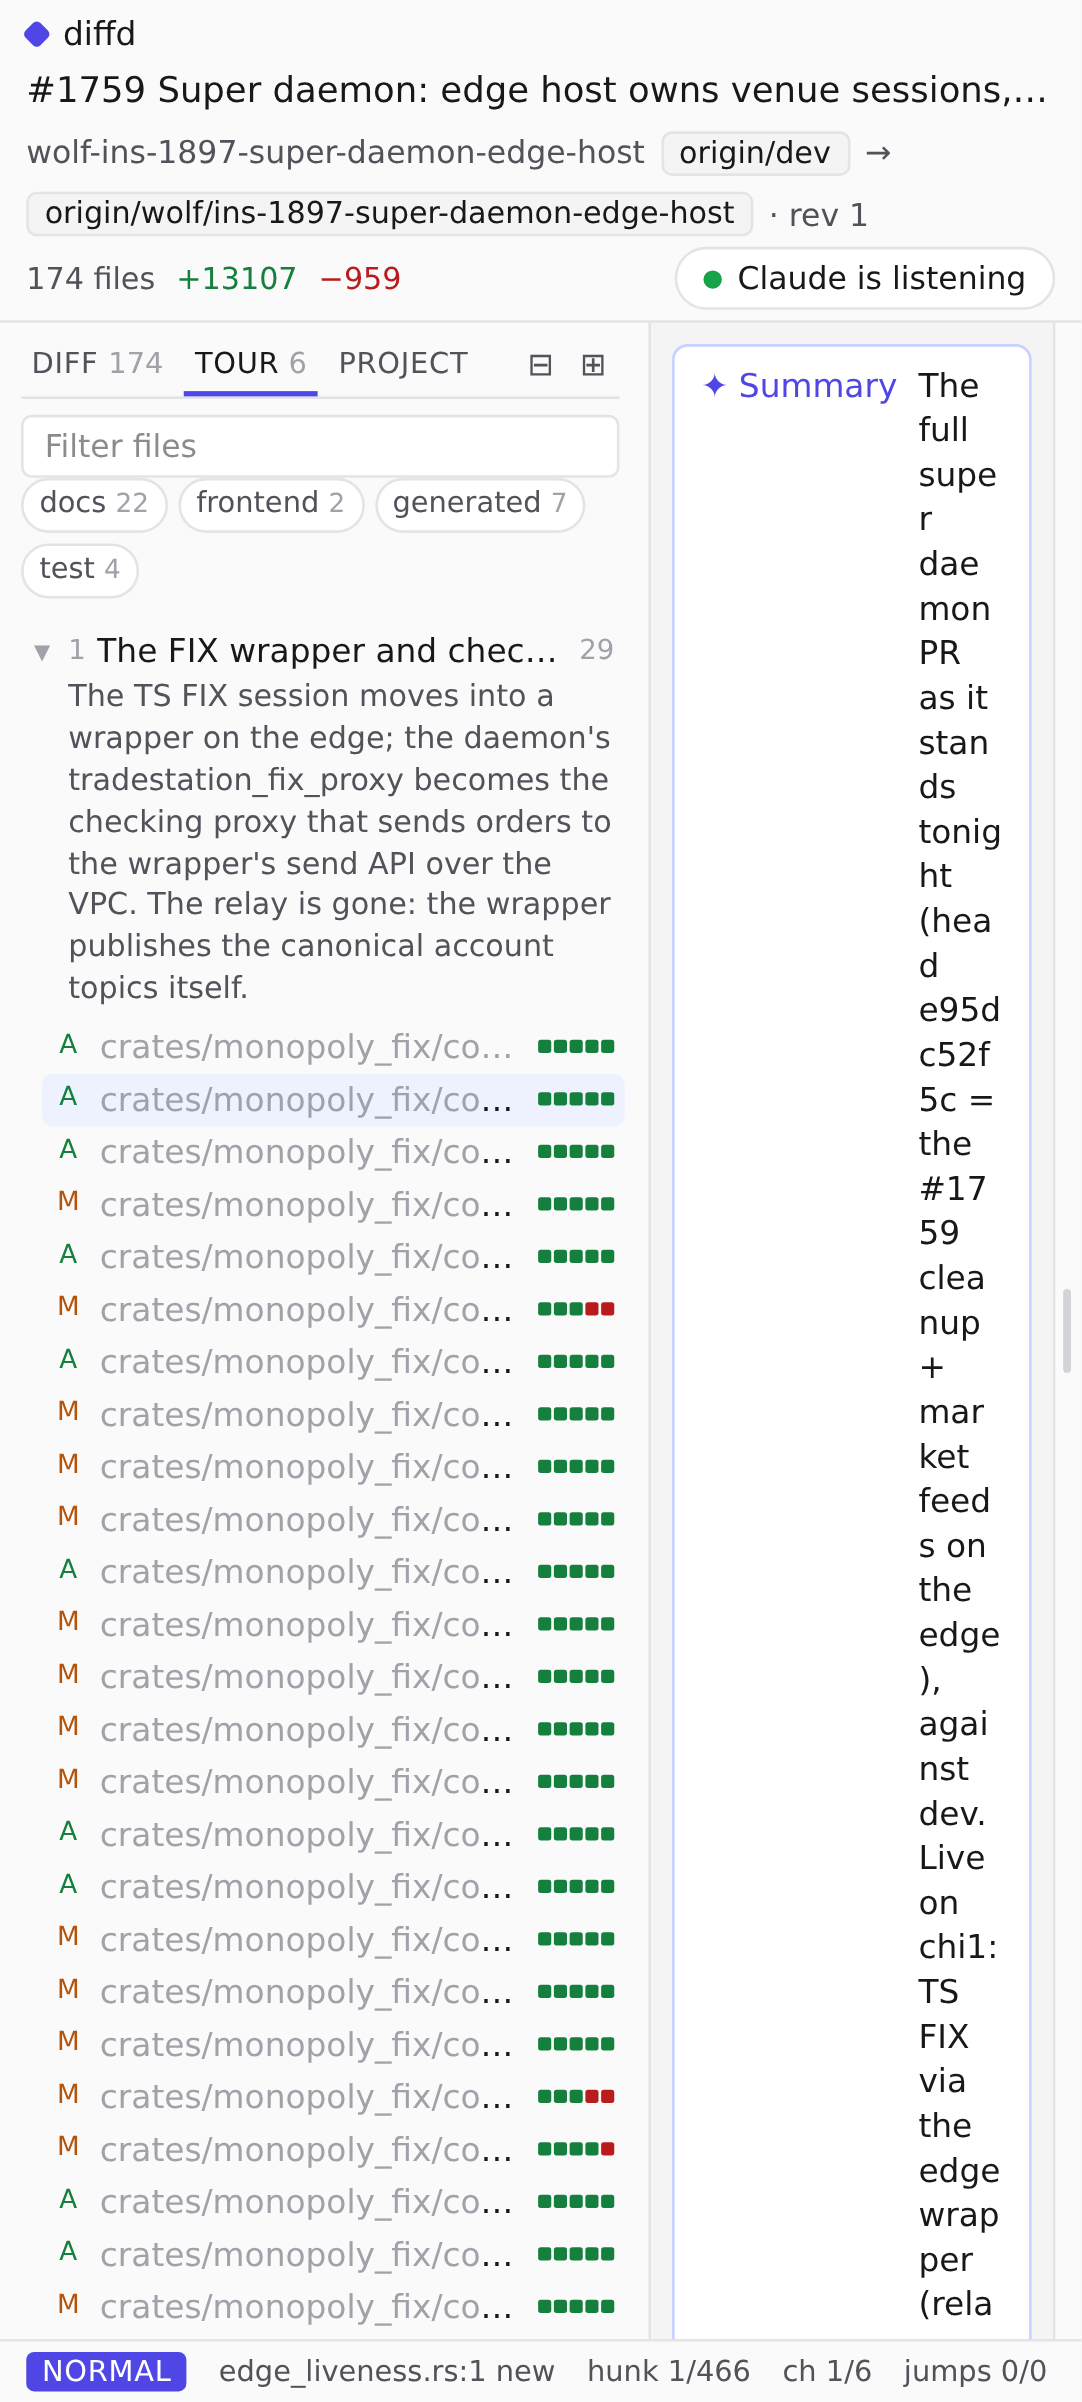 diffd
#1759 Super daemon: edge host owns venue sessions,…
wolf-ins-1897-super-daemon-edge-host origin/dev →
origin/wolf/ins-1897-super-daemon-edge-host · rev 1
174 files +13107 −959
Claude is listening
DIFF 174 TOUR 6 PROJECT
Filter files
docs 22 frontend 2 generated 7
test 4
▼ 1 The FIX wrapper and chec… 29
The TS FIX session moves into a
wrapper on the edge; the daemon's
tradestation_fix_proxy becomes the
checking proxy that sends orders to
the wrapper's send API over the
VPC. The relay is gone: the wrapper
publishes the canonical account
topics itself.
A crates/monopoly_fix/co…
A crates/monopoly_fix/co…
A crates/monopoly_fix/co…
M crates/monopoly_fix/co…
A crates/monopoly_fix/co…
M crates/monopoly_fix/co…
A crates/monopoly_fix/co…
M crates/monopoly_fix/co…
M crates/monopoly_fix/co…
M crates/monopoly_fix/co…
A crates/monopoly_fix/co…
M crates/monopoly_fix/co…
M crates/monopoly_fix/co…
M crates/monopoly_fix/co…
M crates/monopoly_fix/co…
A crates/monopoly_fix/co…
A crates/monopoly_fix/co…
M crates/monopoly_fix/co…
M crates/monopoly_fix/co…
M crates/monopoly_fix/co…
M crates/monopoly_fix/co…
M crates/monopoly_fix/co…
A crates/monopoly_fix/co…
A crates/monopoly_fix/co…
M crates/monopoly_fix/co…
✦ Summary
The
full
supe
r
dae
mon
PR
as it
stan
ds
tonig
ht
(hea
d
e95d
c52f
5c =
the
#17
59
clea
nup
+
mar
ket
feed
s on
the
edge
),
agai
nst
dev.
Live
on
chi1:
TS
FIX
via
the
edge
wrap
per
(rela
NORMAL edge_liveness.rs:1 new hunk 1/466 ch 1/6 jumps 0/0